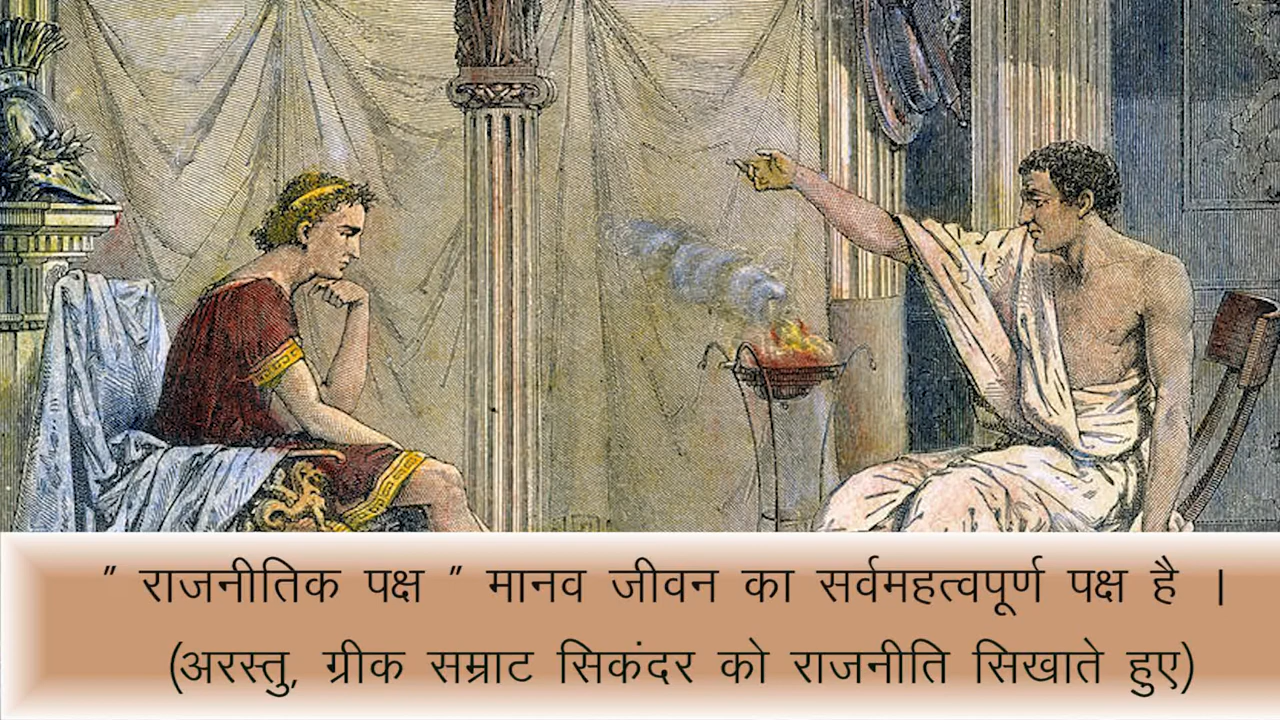 " राजनीतिक पक्ष " मानव जीवन का सर्वमहत्वपूर्ण पक्ष है ।
(अरस्तु, ग्रीक सम्राट सिकंदर को राजनीति सिखाते हुए)